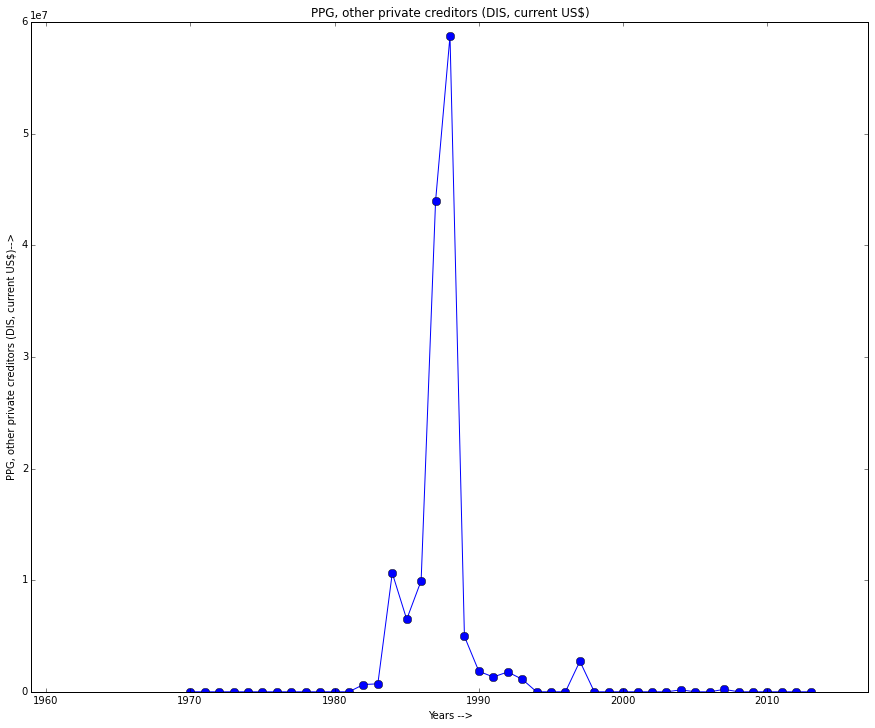 PPG, other private creditors (DIS, current US$)
1e7
6
5
4
3
2
1
0
PPG, other private creditors (DIS, current US$)-->
1960 1970 1980 1990 2000 2010
Years -->